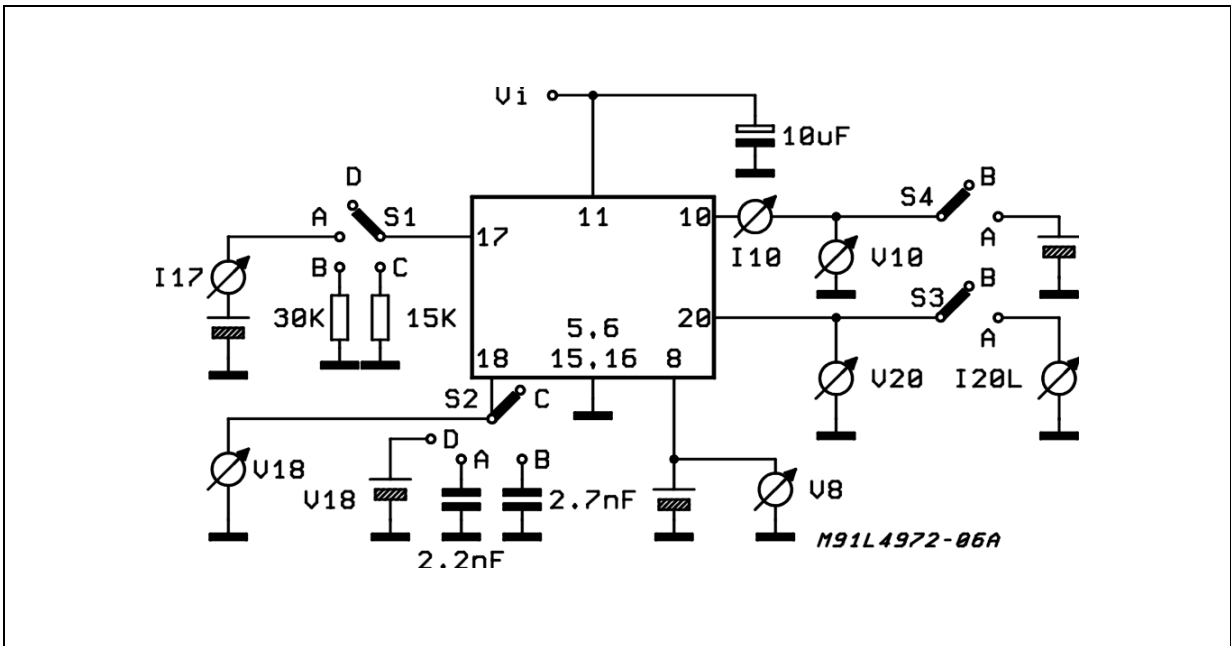 Vi
10uF
D
A
S1
11
10
S4
B
17
I10
V10
A
I17
B
C
S3
B
30K
15K
20
5,6
A
18
15,16
8
V20
I20L
S2
C
D
V18
A
B
V18
2.7nF
V8
M91L4972-06A
2.2nF